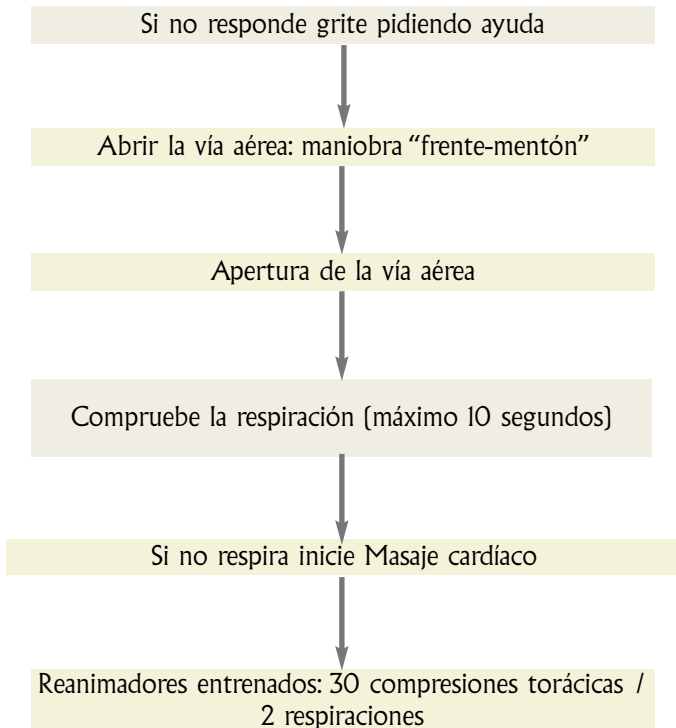 Si no responde grite pidiendo ayuda
Abrir la vía aérea: maniobra “frente-mentón”
Apertura de la vía aérea
Compruebe la respiración (máximo 10 segundos)
Si no respira inicie Masaje cardíaco
Reanimadores entrenados: 30 compresiones torácicas /
2 respiraciones